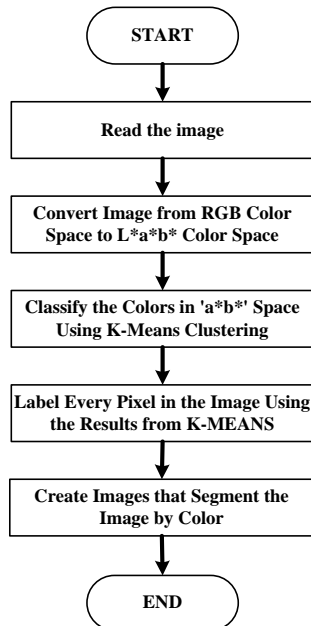 START
Read the image
Convert Image from RGB Color
Space to L*a*b* Color Space
Classify the Colors in 'a*b*' Space
Using K-Means Clustering
Label Every Pixel in the Image Using
the Results from K-MEANS
Create Images that Segment the
Image by Color
END